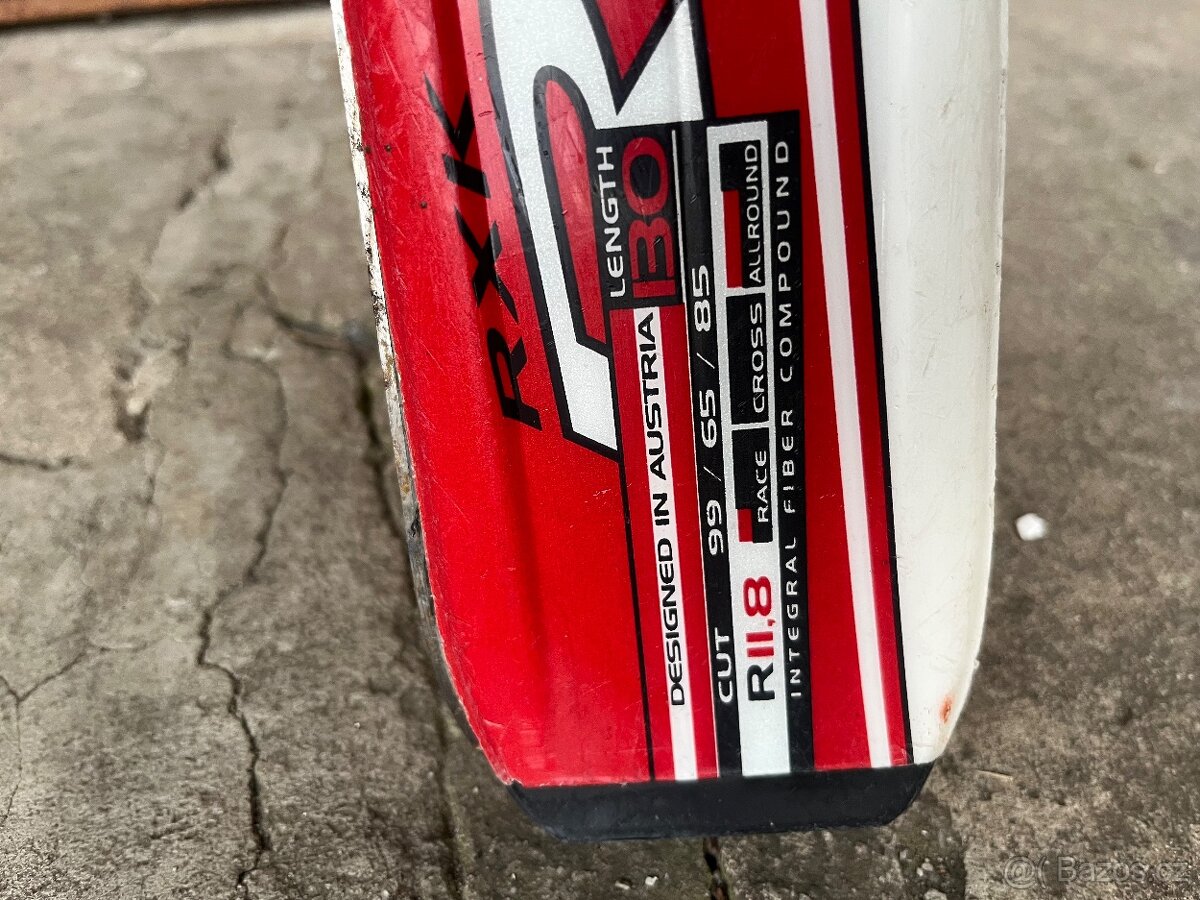 RXK
LENGTH
130
DESIGNED IN AUSTRIA
CUT 99 / 65 / 85
R11,8
RACE CROSS ALLROUND
INTEGRAL FIBER COMPOUND
Bazos.cz